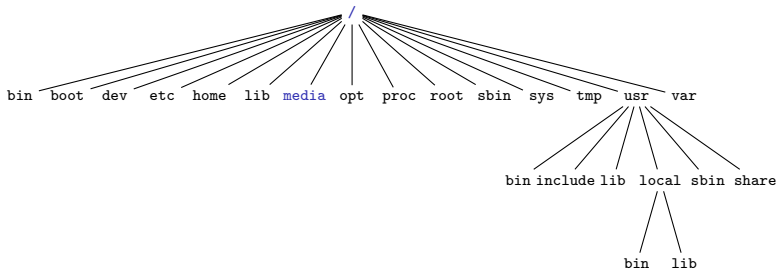 /
bin boot dev etc home lib media opt proc root sbin sys tmp usr var
bin include lib local sbin share
bin lib